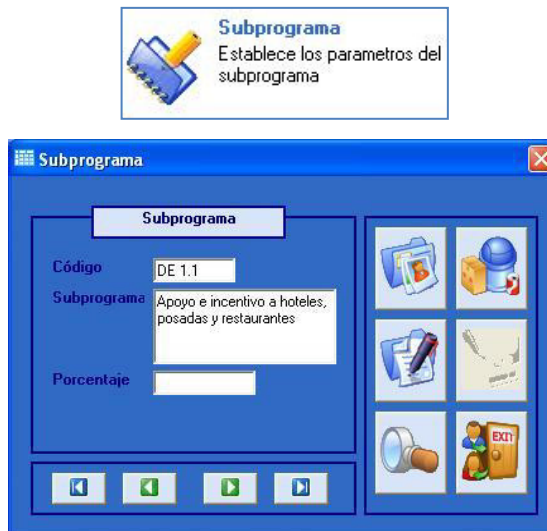 Subprograma
Establece los parametros del
subprograma
Subprograma
Subprograma
Código
DE 1.1
Subprograma
Apoyo e incentivo a hoteles,
posadas y restaurantes
Porcentaje
EXIT